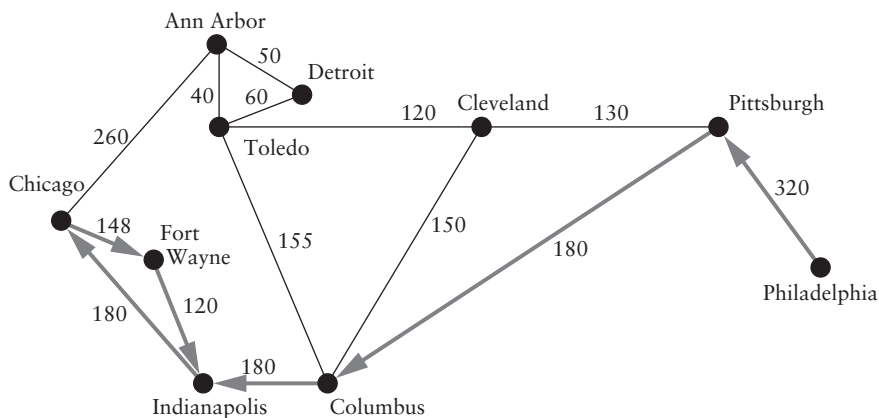 Ann Arbor
50
Detroit
40
60
Cleveland
120
130
Pittsburgh
Toledo
260
Chicago
320
148
Fort
Wayne
155
150
180
Philadelphia
180
120
180
Indianapolis
Columbus